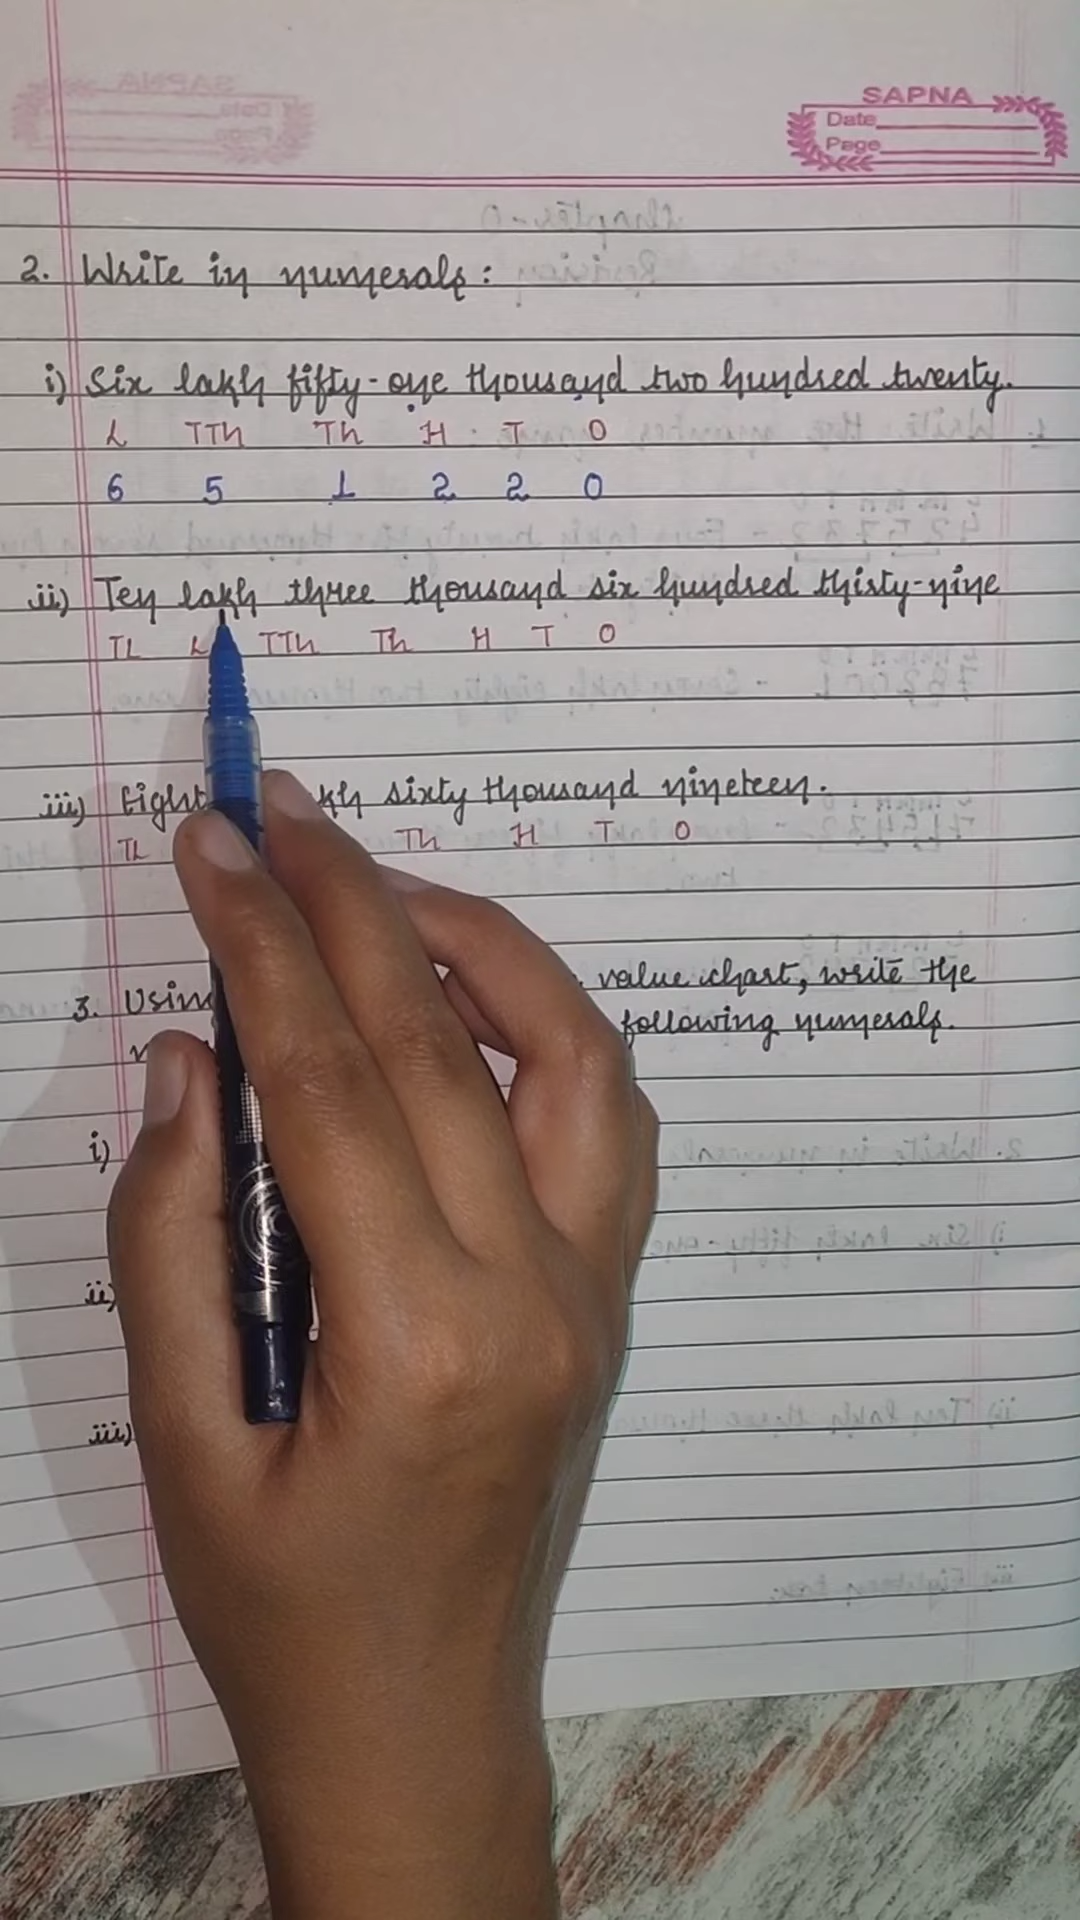 SAPNA
Date
Page
2. Write in numerals:
i) Six lakh fifty-one thousand two hundred twenty.
L TTh Th H T O
6 5 1 2 2 0
ii) Ten lakh three thousand six hundred thirty-nine
TL L TTh Th H T O
iii) sixty thousand nineteen.
TL Th H T O
3. value chart, write the
following numerals.
i)
ii)
iii)